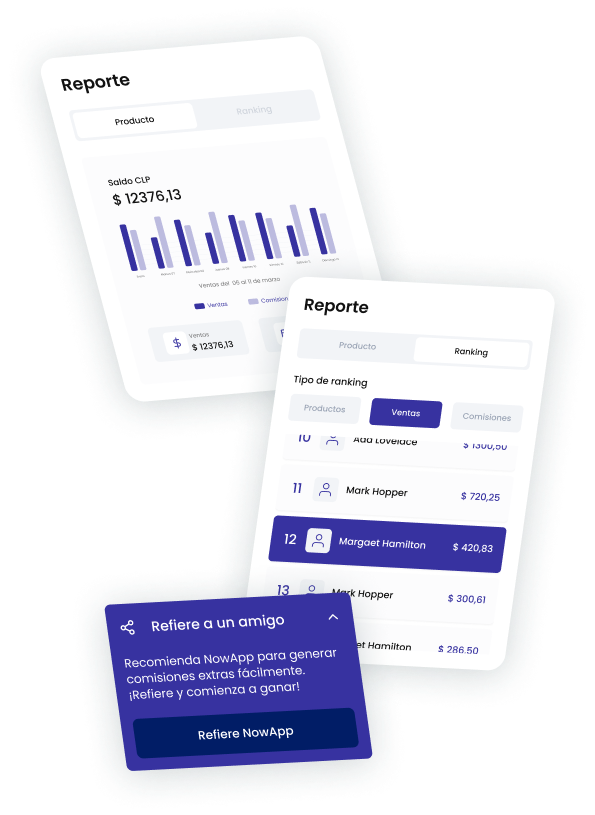 Reporte
Producto
Ranking
Saldo CLP
$ 12376,13
Ventas del 05 al 11 de marzo
Ventas
Comision
Ventas
$ 12376,13
Reporte
Producto
Ranking
Tipo de ranking
Productos
Ventas
Comisiones
10 Ada Lovelace $ 1300,50
11 Mark Hopper $ 720,25
12 Margaet Hamilton $ 420,83
13 Mark Hopper $ 300,61
et Hamilton $ 286,50
Refiere a un amigo
Recomienda NowApp para generar
comisiones extras fácilmente.
¡Refiere y comienza a ganar!
Refiere NowApp